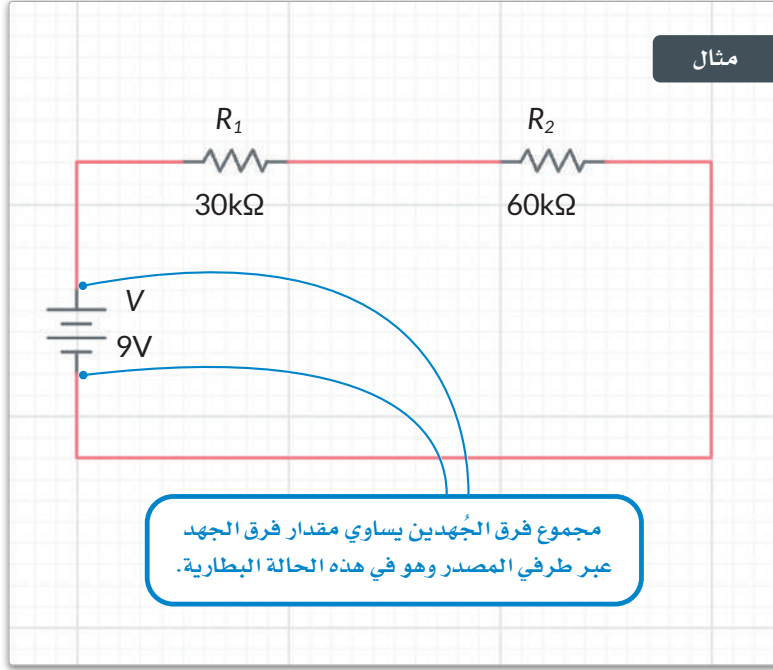 مثال
R₁
R₂
30kΩ
60kΩ
V
9V
مجموع فرق الجُهدين يساوي مقدار فرق الجهد
عبر طرفي المصدر وهو في هذه الحالة البطارية.